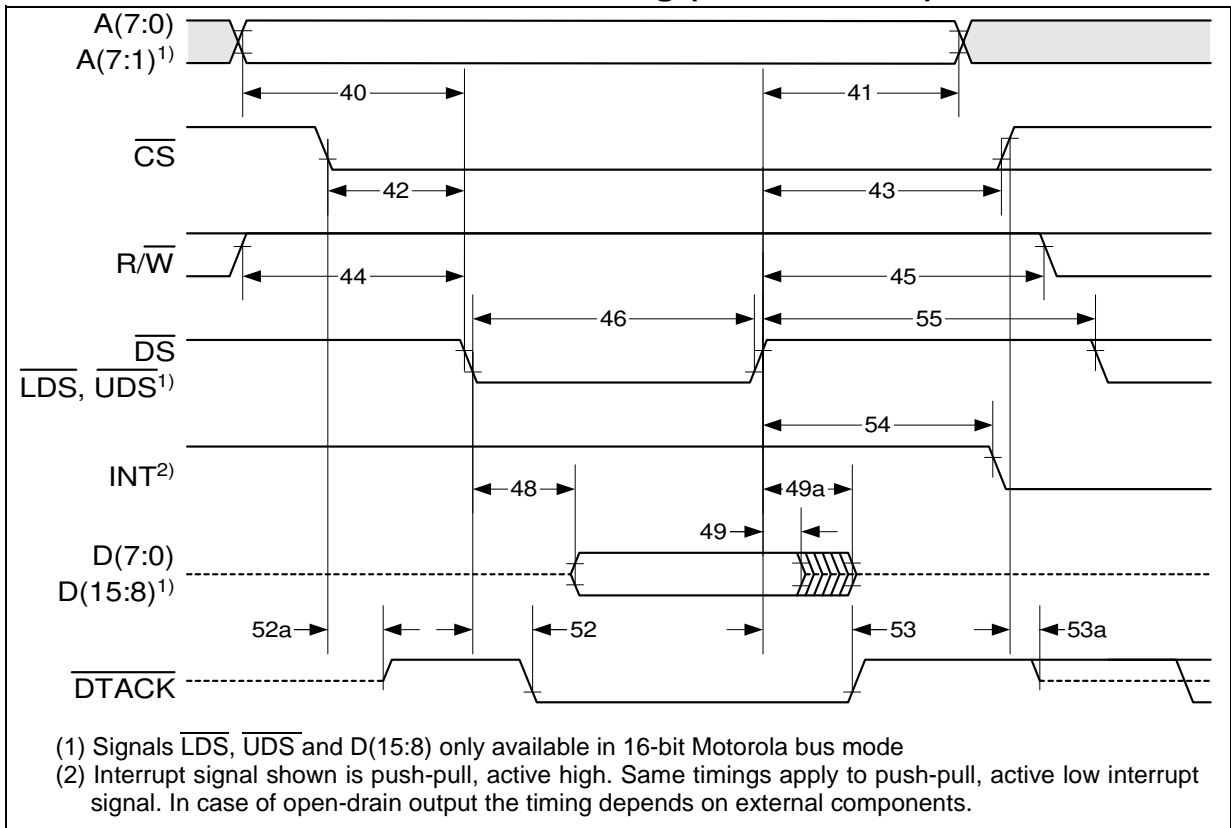 A(7:0)
A(7:1)1)
40
41
CS
42
43
R/W
44
45
46
55
DS
LDS, UDS1)
54
INT2)
48
49a
49
D(7:0)
D(15:8)1)
52a
52
53
53a
DTACK
(1) Signals LDS, UDS and D(15:8) only available in 16-bit Motorola bus mode
(2) Interrupt signal shown is push-pull, active high. Same timings apply to push-pull, active low interrupt
signal. In case of open-drain output the timing depends on external components.